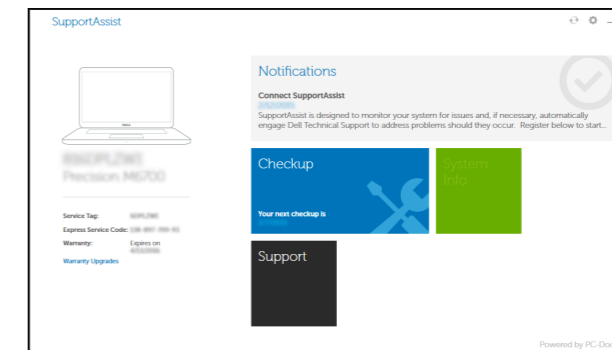 SupportAssist
Notifications
Connect SupportAssist
SupportAssist is designed to monitor your system for issues and, if necessary, automatically
engage Dell Technical Support to address problems should they occur. Register below to start...
Precision M6700
Checkup
Your next checkup is
System
Info
Service Tag:
Express Service Code:
Warranty: Expires on
Warranty Upgrades
Support
Powered by PC-Doc